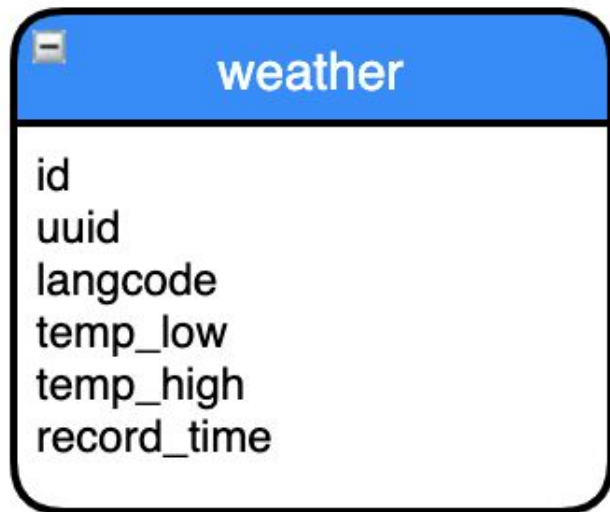 weather
id
uuid
langcode
temp_low
temp_high
record_time